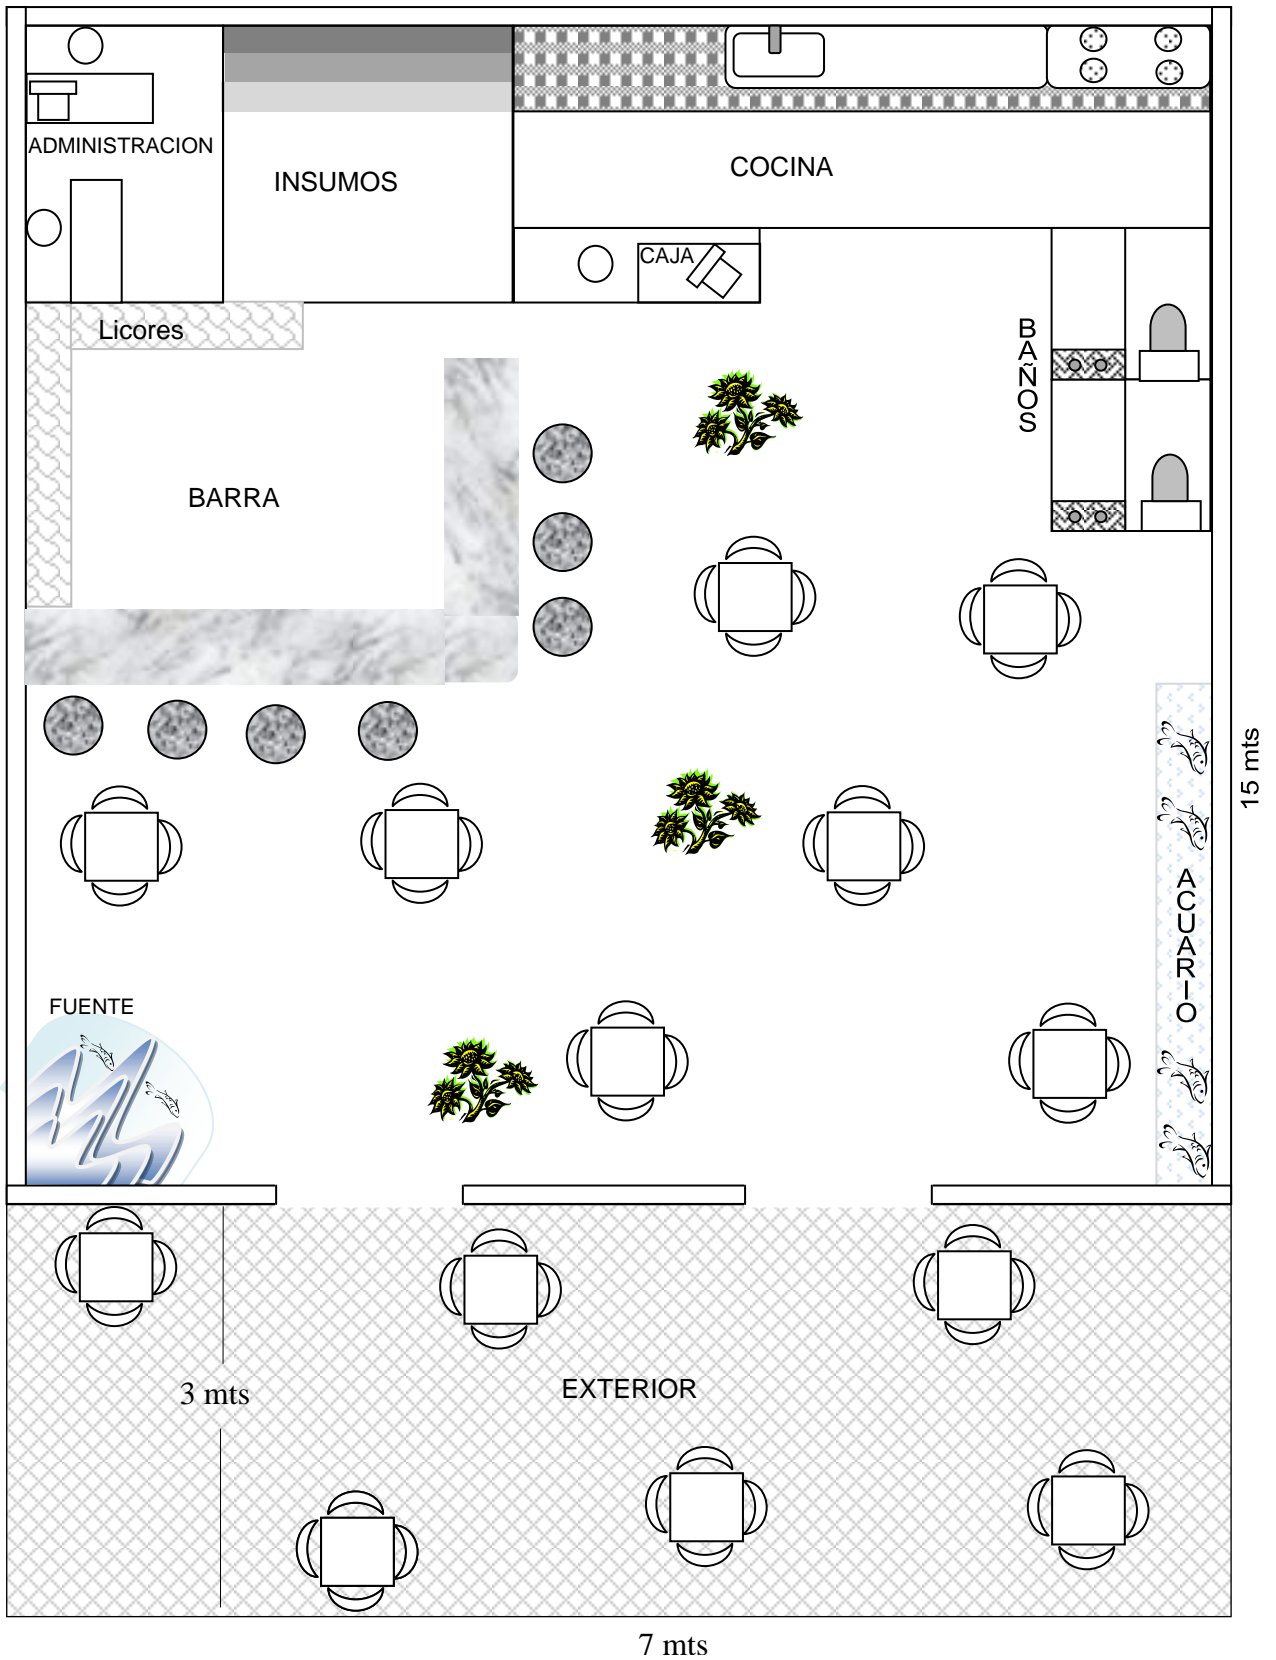 ADMINISTRACION
INSUMOS
COCINA
CAJA
Licores
BAÑOS
BARRA
15 mts
ACUARIO
FUENTE
3 mts
EXTERIOR
7 mts